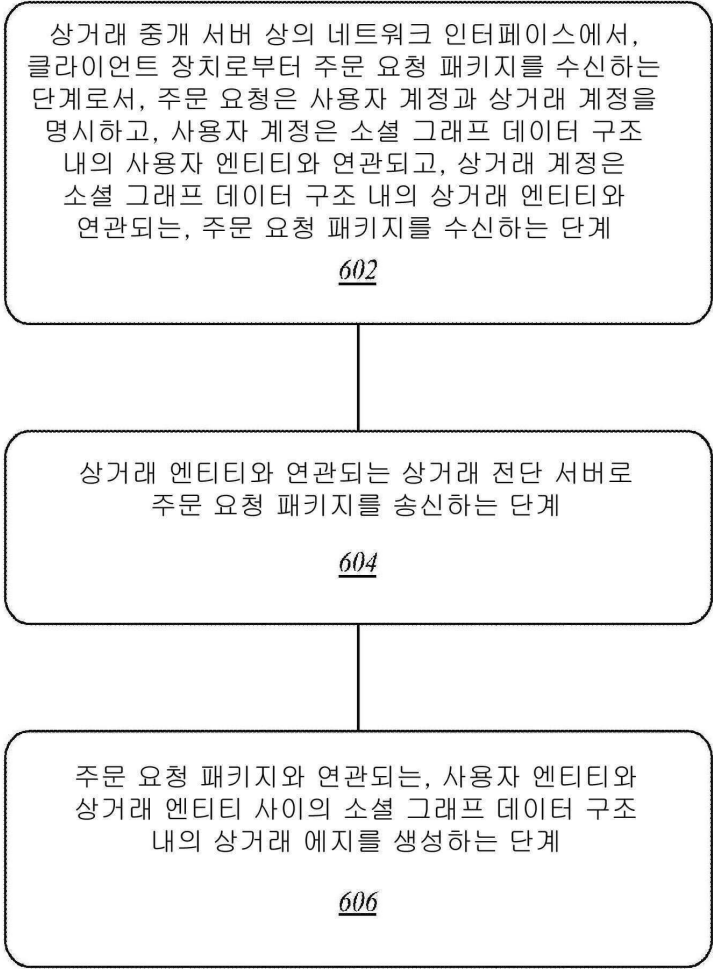 상거래 중개 서버 상의 네트워크 인터페이스에서,
클라이언트 장치로부터 주문 요청 패키지를 수신하는
단계로서, 주문 요청은 사용자 계정과 상거래 계정을
명시하고, 사용자 계정은 소셜 그래프 데이터 구조
내의 사용자 엔티티와 연관되고, 상거래 계정은
소셜 그래프 데이터 구조 내의 상거래 엔티티와
연관되는, 주문 요청 패키지를 수신하는 단계
602
상거래 엔티티와 연관되는 상거래 전단 서버로
주문 요청 패키지를 송신하는 단계
604
주문 요청 패키지와 연관되는, 사용자 엔티티와
상거래 엔티티 사이의 소셜 그래프 데이터 구조
내의 상거래 에지를 생성하는 단계
606